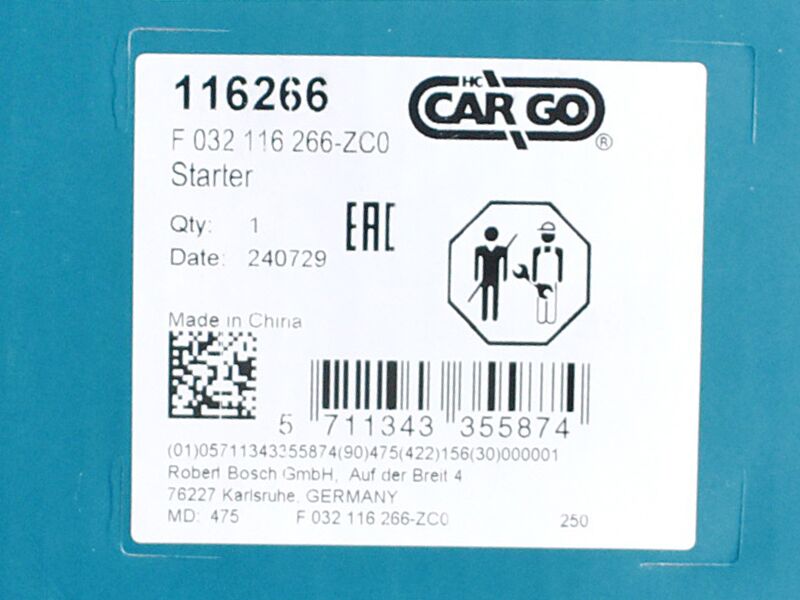 116266
HC
CARGO
®
F 032 116 266-ZC0
Starter
Qty: 1
EAC
Date: 240729
Made in China
5 711343 355874
(01)05711343355874(90)475(422)156(30)000001
Robert Bosch GmbH, Auf der Breit 4
76227 Karlsruhe. GERMANY
MD: 475 F 032 116 266-ZC0 250